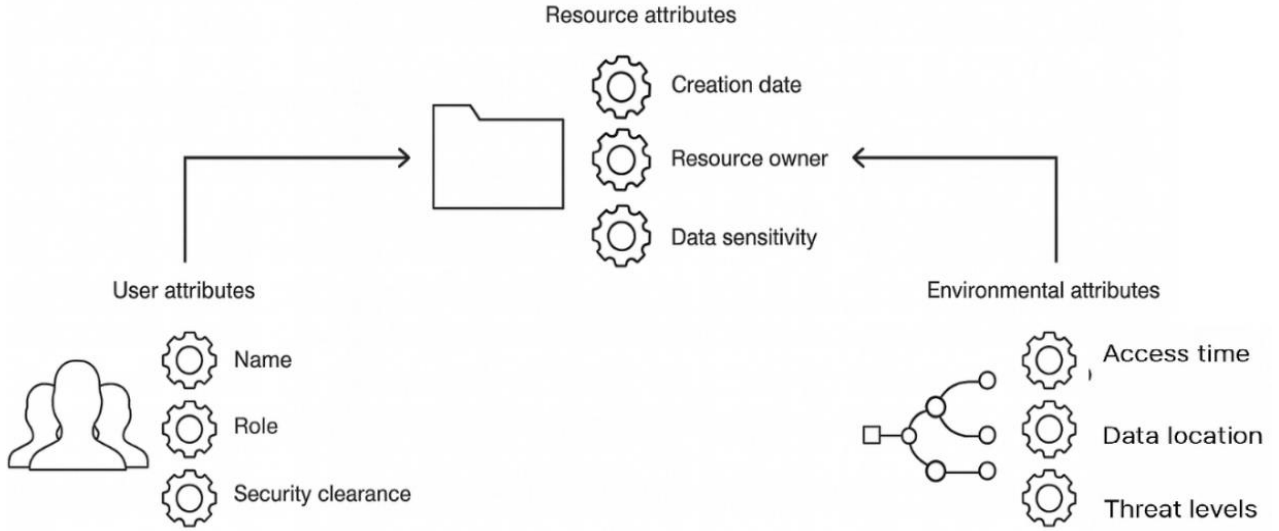 Resource attributes
Creation date
Resource owner
Data sensitivity
User attributes
Name
Role
Security clearance
Environmental attributes
Access time
Data location
Threat levels